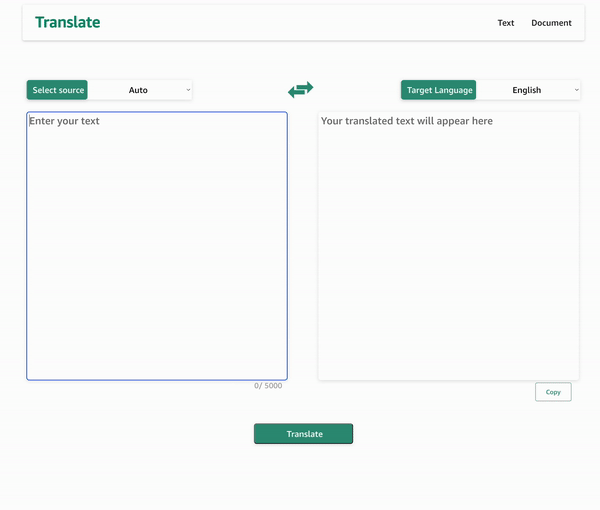 Translate
Text
Document
Select source
Auto
Target Language
English
Enter your text
Your translated text will appear here
0/ 5000
Copy
Translate